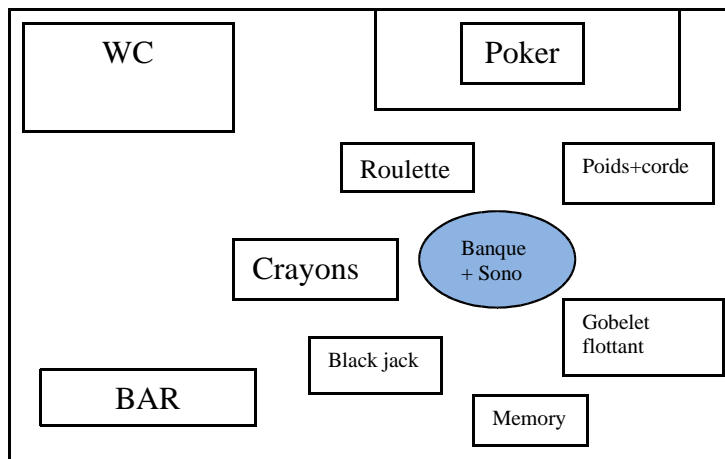 WC
Poker
Roulette
Poids+corde
Banque
+ Sono
Crayons
Gobelet
flottant
Black jack
BAR
Memory